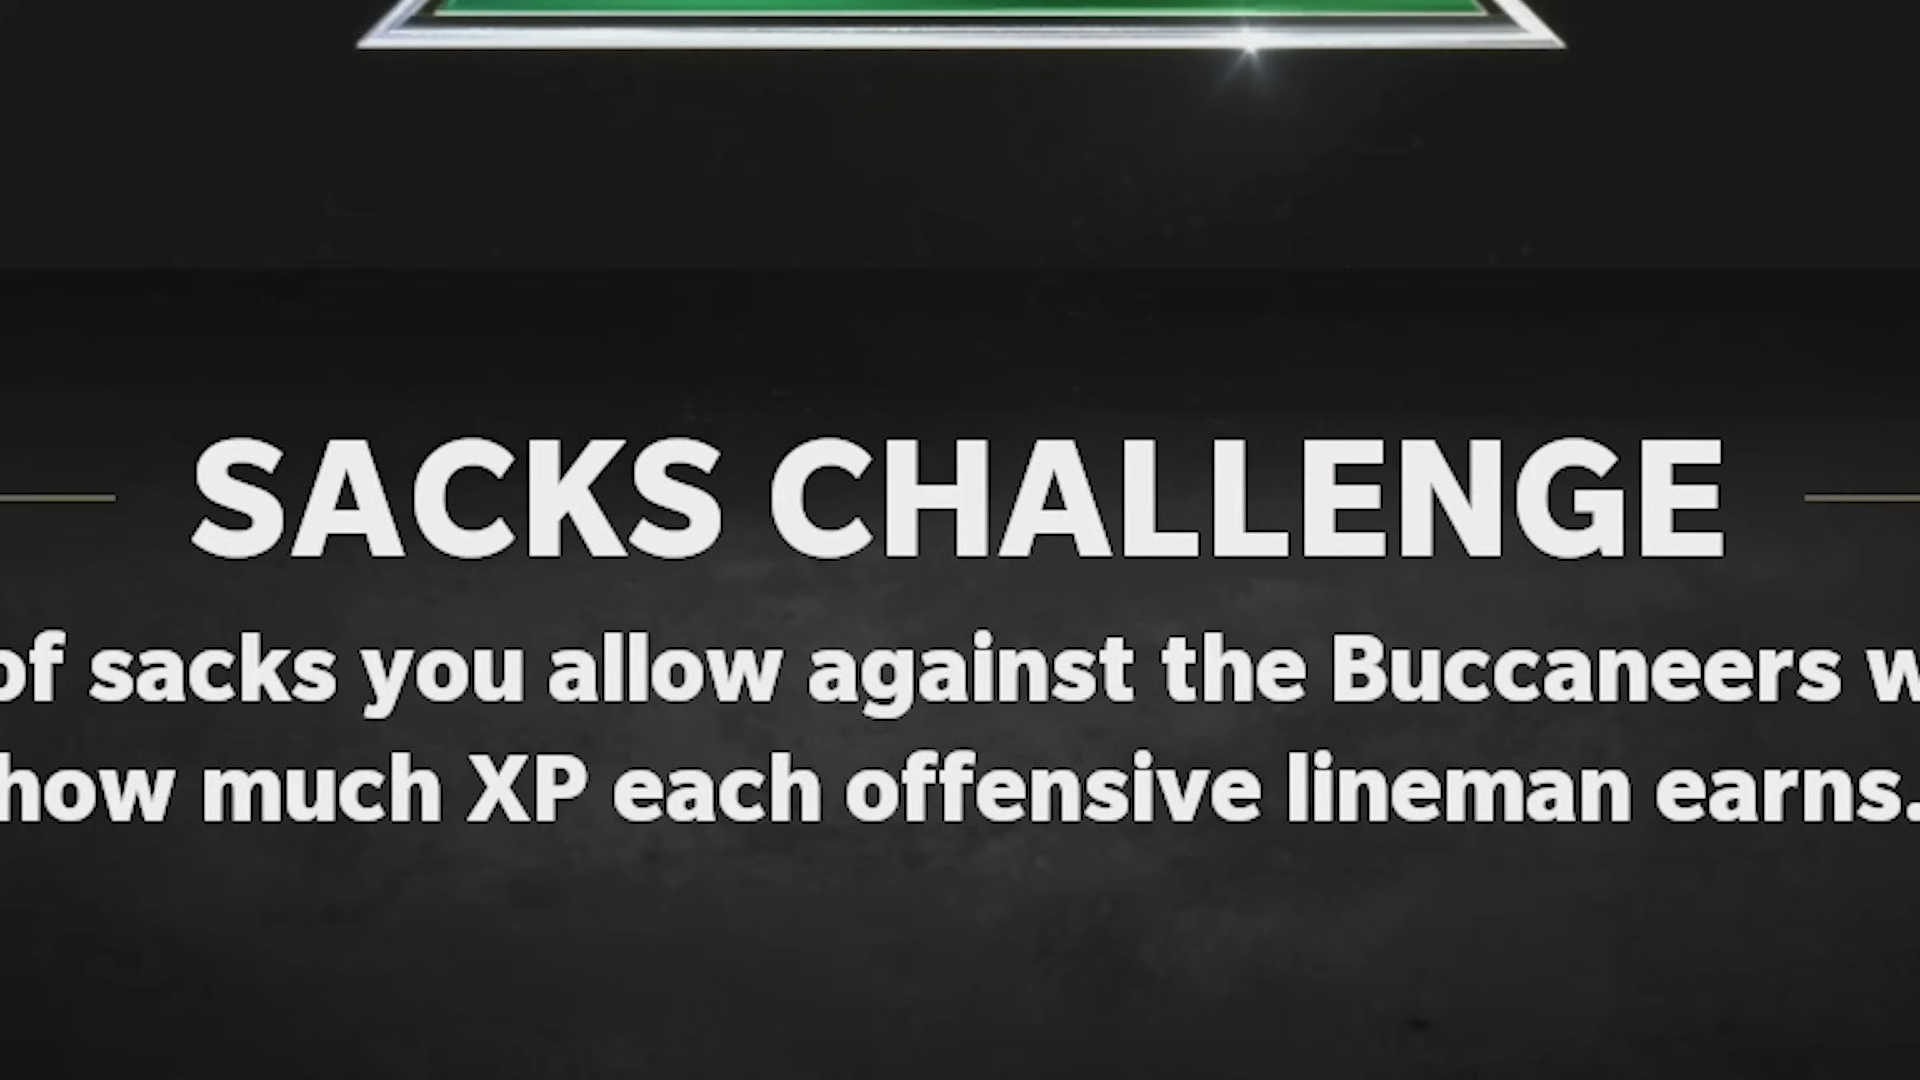 SACKS CHALLENGE
of sacks you allow against the Buccaneers
how much XP each offensive lineman earns.